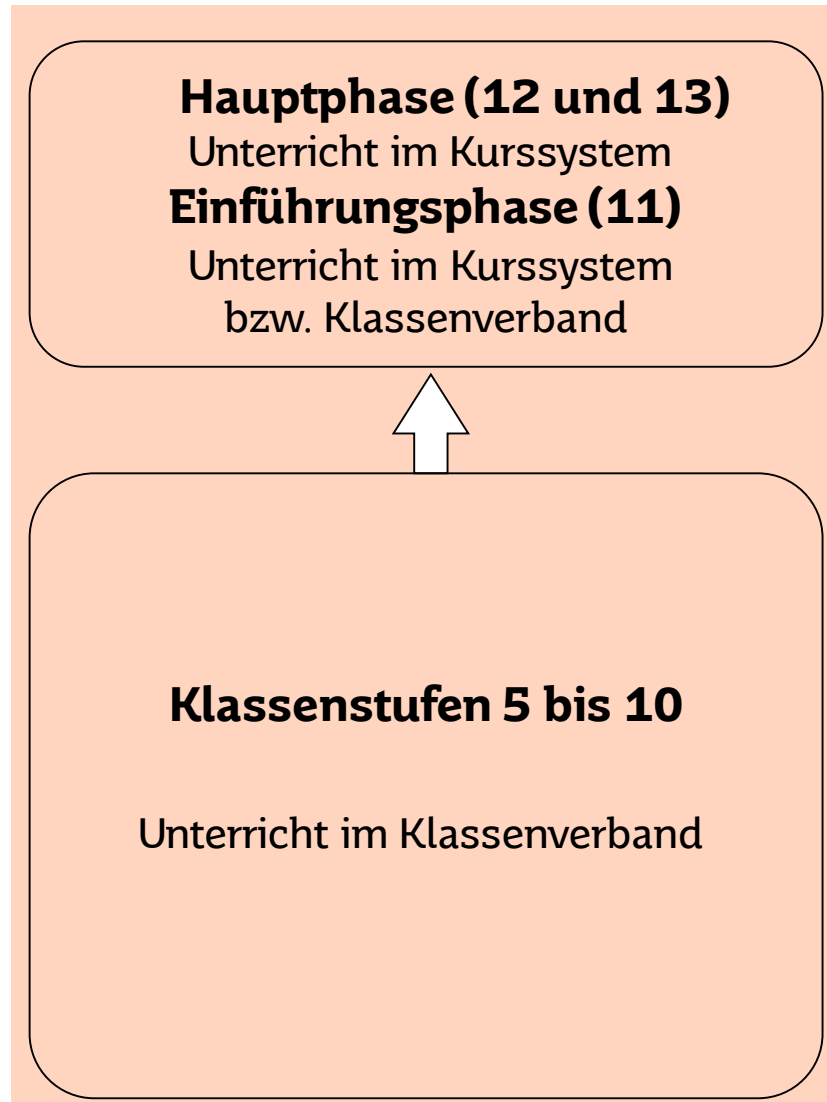 Hauptphase (12 und 13)
Unterricht im Kurssystem
Einführungsphase (11)
Unterricht im Kurssystem
bzw. Klassenverband
Klassenstufen 5 bis 10
Unterricht im Klassenverband